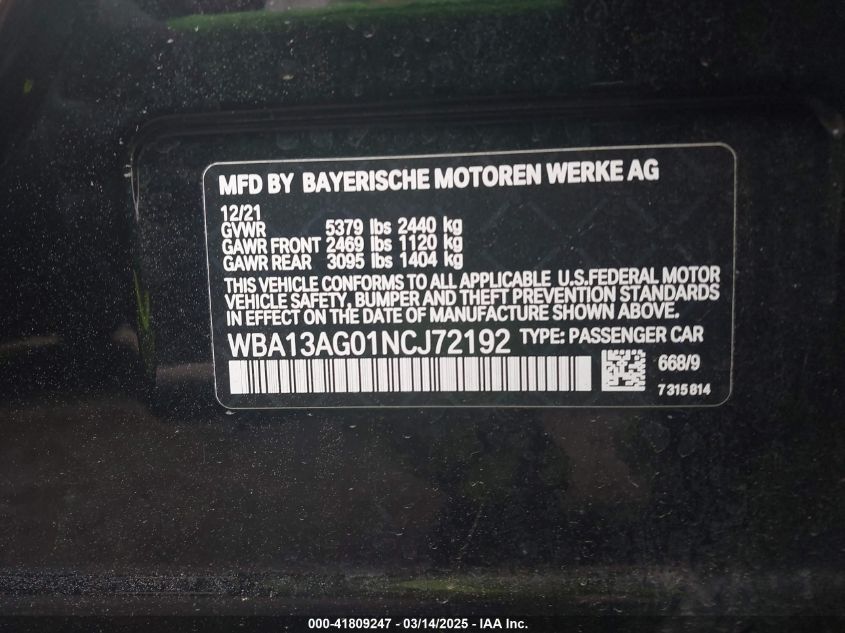 MFD BY BAYERISCHE MOTOREN WERKE AG
12/21
GVWR 5379 lbs 2440 kg
GAWR FRONT 2469 lbs 1120 kg
GAWR REAR 3095 lbs 1404 kg
THIS VEHICLE CONFORMS TO ALL APPLICABLE U.S.FEDERAL MOTOR
VEHICLE SAFETY, BUMPER AND THEFT PREVENTION STANDARDS
IN EFFECT ON THE DATE OF MANUFACTURE SHOWN ABOVE.
WBA13AG01NCJ72192 TYPE: PASSENGER CAR
668/9
7 315 814
000-41809247 - 03/14/2025 - IAA Inc.